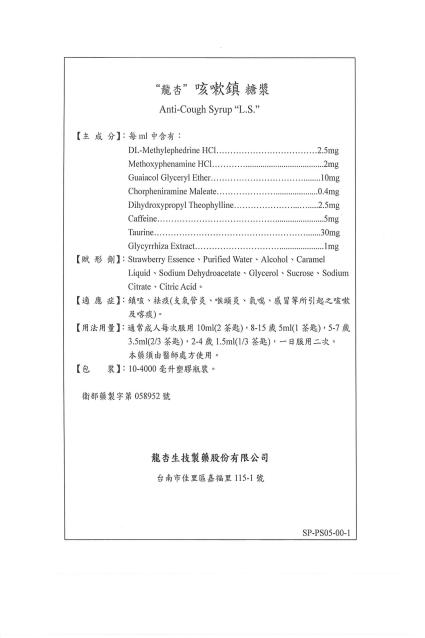 “龍杏” 咳嗽鎮 糖漿
Anti-Cough Syrup “L.S.”
【主 成 分】：每 ml 中含有：
DL-Methylephedrine HCl…………………………………2.5mg
Methoxyphenamine HCl…………..............................2mg
Guaiacol Glyceryl Ether…………………………….........10mg
Chorpheniramine Maleate…………………......................0.4mg
Dihydroxypropyl Theophylline…………………...…......2.5mg
Caffeine…………………………………………………........5mg
Taurine…………………………………………………........30mg
Glycyrrhiza Extract……………………….........................1mg
【賦 形 劑】：Strawberry Essence、Purified Water、Alcohol、Caramel
Liquid、Sodium Dehydroacetate、Glycerol、Sucrose、Sodium
Citrate、Citric Acid。
【適 應 症】：鎮咳、祛痰(支氣管炎、喉頭炎、氣喘、感冒等所引起之咳嗽
及喀痰)。
【用法用量】：通常成人每次服用 10ml(2 茶匙)，8-15 歲 5ml(1 茶匙)，5-7 歲
3.5ml(2/3 茶匙)，2-4 歲 1.5ml(1/3 茶匙)，一日服用二次。
本藥須由醫師處方使用。
【包 裝】：10-4000 毫升塑膠瓶裝。
衛部藥製字第 058952 號
龍杏生技製藥股份有限公司
台南市佳里區嘉福里 115-1 號
SP-PS05-00-1